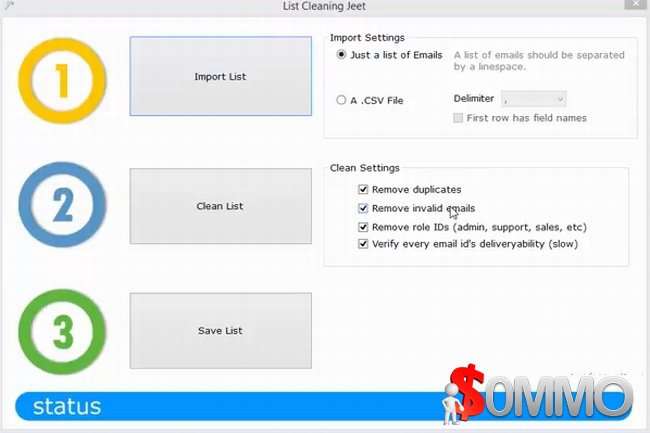 List Cleaning Jeet
1
Import List
Import Settings
Just a list of Emails
A list of emails should be separated
by a linespace.
A .CSV File
Delimiter ,
First row has field names
2
Clean List
Clean Settings
Remove duplicates
Remove invalid emails
Remove role IDs (admin, support, sales, etc)
Verify every email id's deliveryability (slow)
3
Save List
status
$OMMO